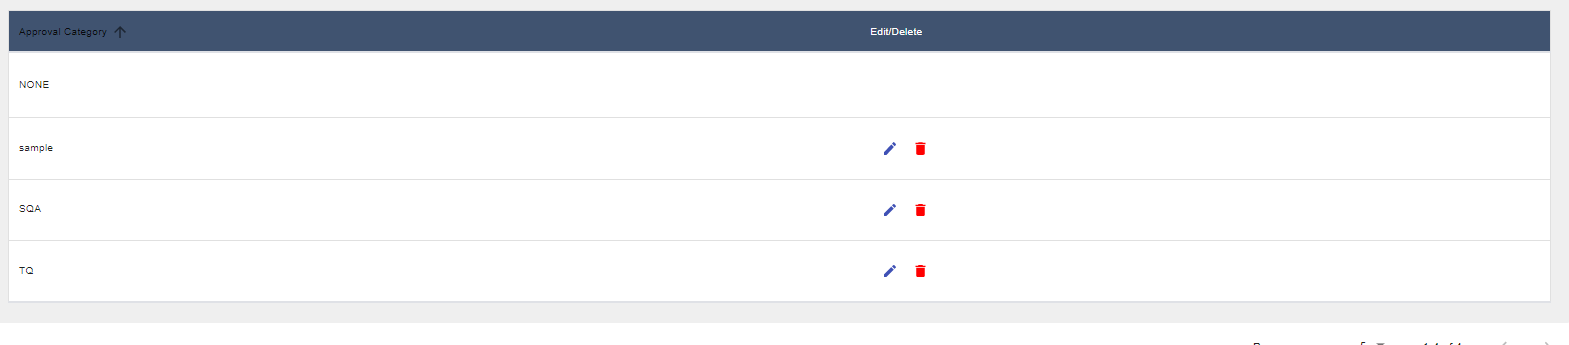 Approval Category Edit/Delete
NONE
sample
SQA
TQ